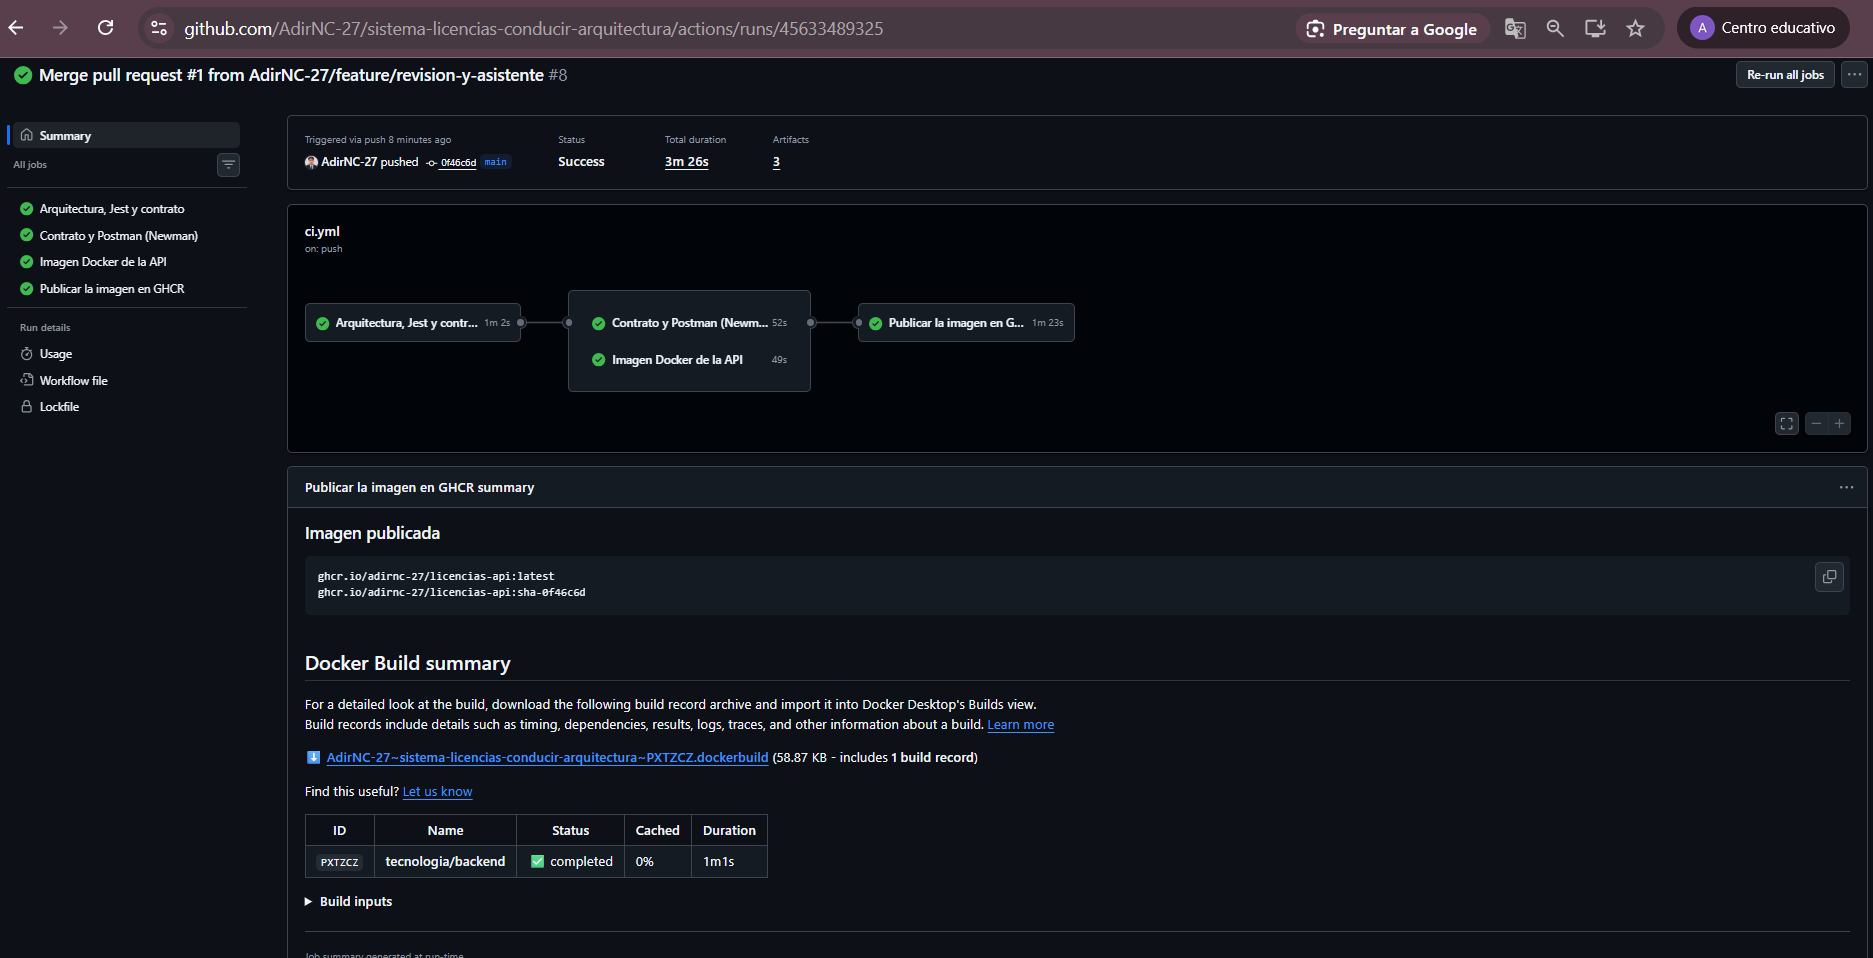 github.com/AdirNC-27/sistema-licencias-conducir-arquitectura/actions/runs/45633489325
Preguntar a Google
A
Centro educativo
Merge pull request #1 from AdirNC-27/feature/revision-y-asistente #8
Re-run all jobs
Summary
All jobs
Arquitectura, Jest y contrato
Contrato y Postman (Newman)
Imagen Docker de la API
Publicar la imagen en GHCR
Run details
Usage
Workflow file
Lockfile
Triggered via push 8 minutes ago
Status
Total duration
Artifacts
AdirNC-27 pushed 0f46c6d main
Success
3m 26s
3
ci.yml
on: push
Arquitectura, Jest y contr... 1m 2s
Contrato y Postman (Newm... 52s
Imagen Docker de la API 49s
Publicar la imagen en G... 1m 23s
Publicar la imagen en GHCR summary
Imagen publicada
ghcr.io/adirnc-27/licencias-api:latest
ghcr.io/adirnc-27/licencias-api:sha-0f46c6d
Docker Build summary
For a detailed look at the build, download the following build record archive and import it into Docker Desktop's Builds view.
Build records include details such as timing, dependencies, results, logs, traces, and other information about a build. Learn more
AdirNC-27~sistema-licencias-conducir-arquitectura~PXTZCZ.dockerbuild (58.87 KB - includes 1 build record)
Find this useful? Let us know
ID Name Status Cached Duration
PXTZCZ tecnologia/backend ✅ completed 0% 1m1s
Build inputs
Job summary generated at run-time